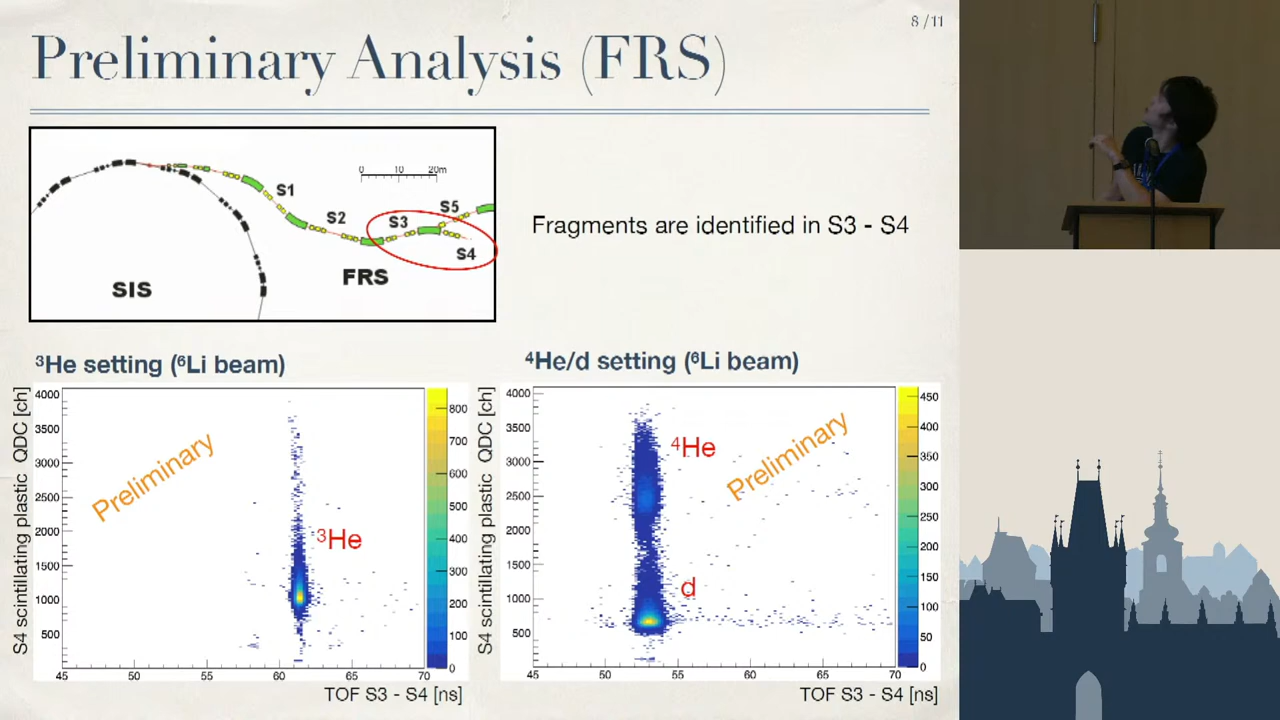 8 / 11
Preliminary Analysis (FRS)
0 10 20m
S1
S2
S3
S5
S4
FRS
SIS
Fragments are identified in S3 - S4
³He setting (⁶Li beam)
S4 scintillating plastic QDC [ch]
4000
3500
3000
2500
2000
1500
1000
500
Preliminary
³He
800
700
600
500
400
300
200
100
0
45 50 55 60 65 70
TOF S3 - S4 [ns]
⁴He/d setting (⁶Li beam)
S4 scintillating plastic QDC [ch]
4000
3500
3000
2500
2000
1500
1000
500
⁴He
Preliminary
d
450
400
350
300
250
200
150
100
50
0
45 50 55 60 65 70
TOF S3 - S4 [ns]